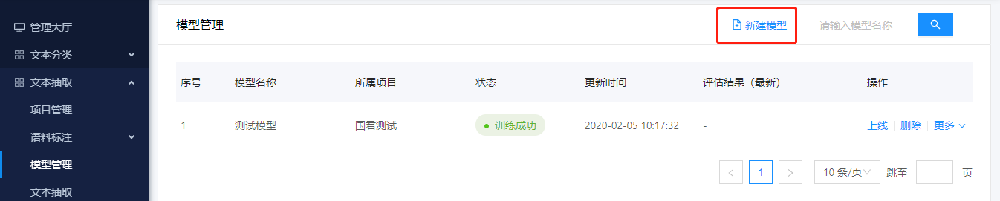 管理大厅
文本分类
文本抽取
项目管理
语料标注
模型管理
文本抽取
模型管理
新建模型
请输入模型名称
序号 模型名称 所属项目 状态 更新时间 评估结果（最新） 操作
1 测试模型 国君测试 训练成功 2020-02-05 10:17:32 - 上线 删除 更多
< 1 > 10 条/页 跳至 页